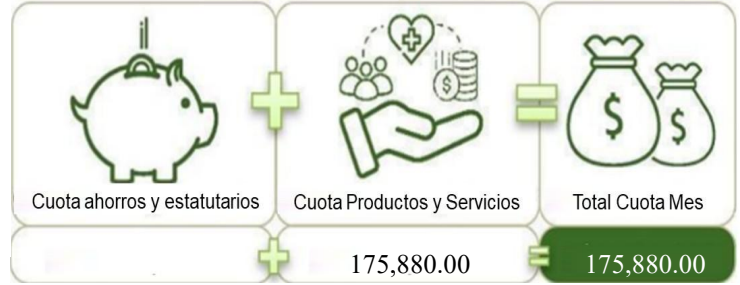 Cuota ahorros y estatutarios
Cuota Productos y Servicios
Total Cuota Mes
175,880.00
175,880.00